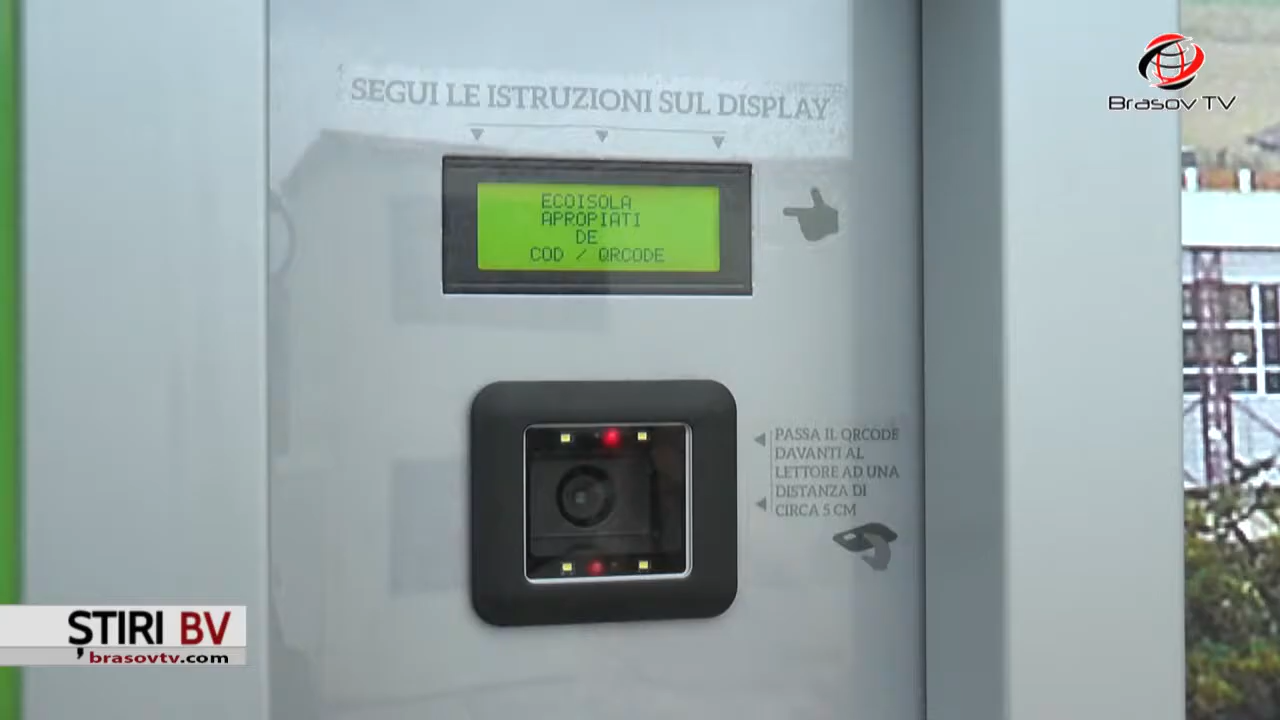 Brasov TV
SEGUI LE ISTRUZIONI SUL DISPLAY
ECOISOLA
APROPIATI
DE
COD / QRCODE
PASSA IL QRCODE
DAVANTI AL
LETTORE AD UNA
DISTANZA DI
CIRCA 5 CM
ȘTIRI BV
brasovtv.com